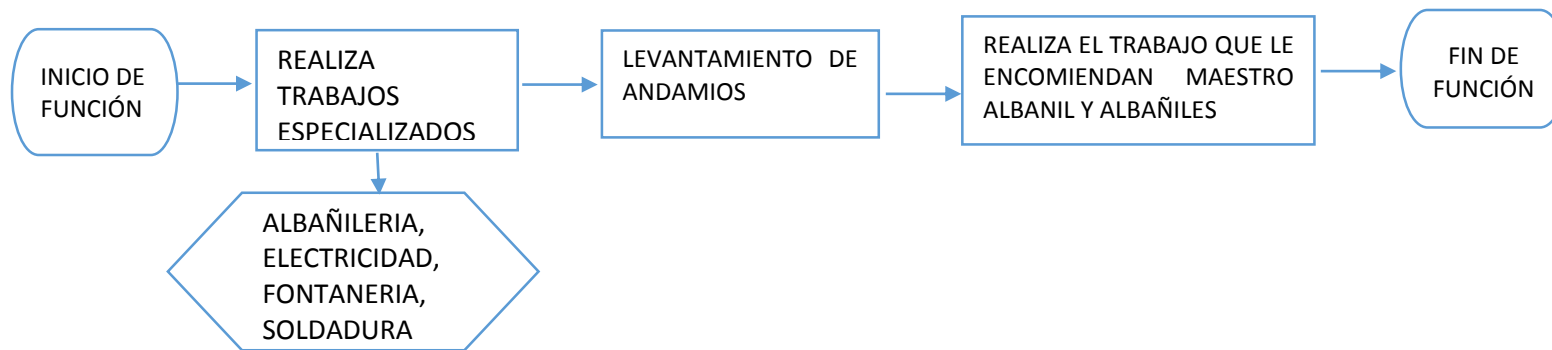 INICIO DE
FUNCIÓN
REALIZA
TRABAJOS
ESPECIALIZADOS
LEVANTAMIENTO DE
ANDAMIOS
REALIZA EL TRABAJO QUE LE
ENCOMIENDAN MAESTRO
ALBANIL Y ALBAÑILES
FIN DE
FUNCIÓN
ALBAÑILERIA,
ELECTRICIDAD,
FONTANERIA,
SOLDADURA